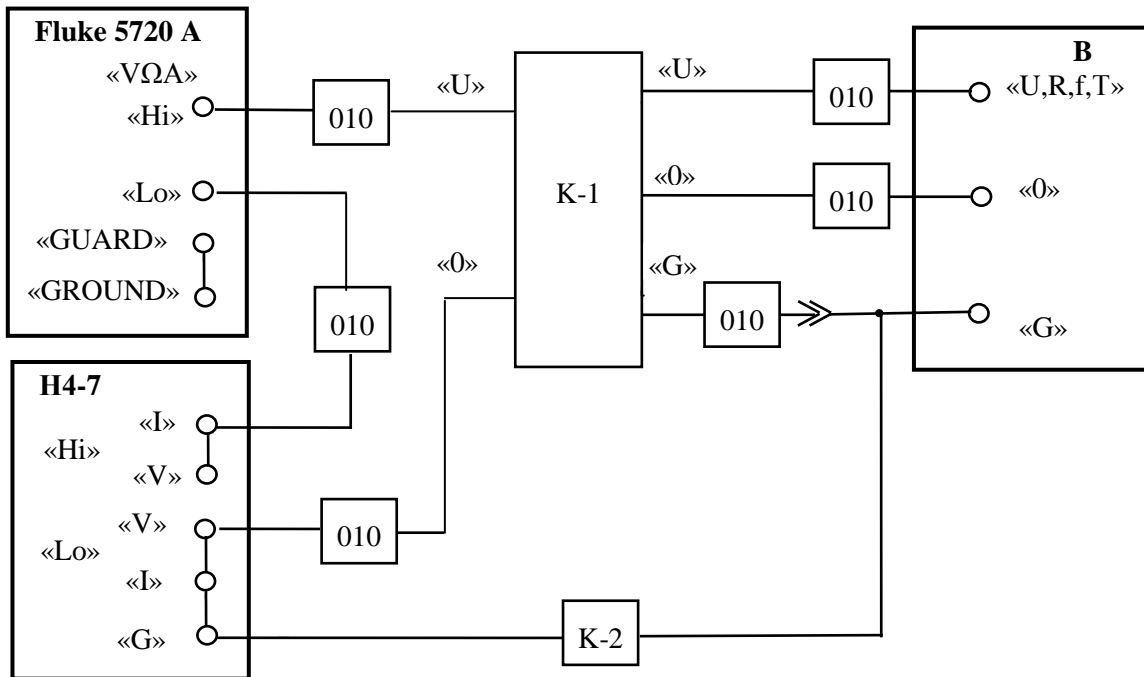 Fluke 5720 A
«VΩA»
«Hi»
«Lo»
«GUARD»
«GROUND»
010
«U»
010
«0»
K-1
«U»
010
«0»
010
«G»
010
B
«U,R,f,T»
«0»
«G»
H4-7
«I»
«Hi»
«V»
«V»
«Lo»
«I»
«G»
010
K-2